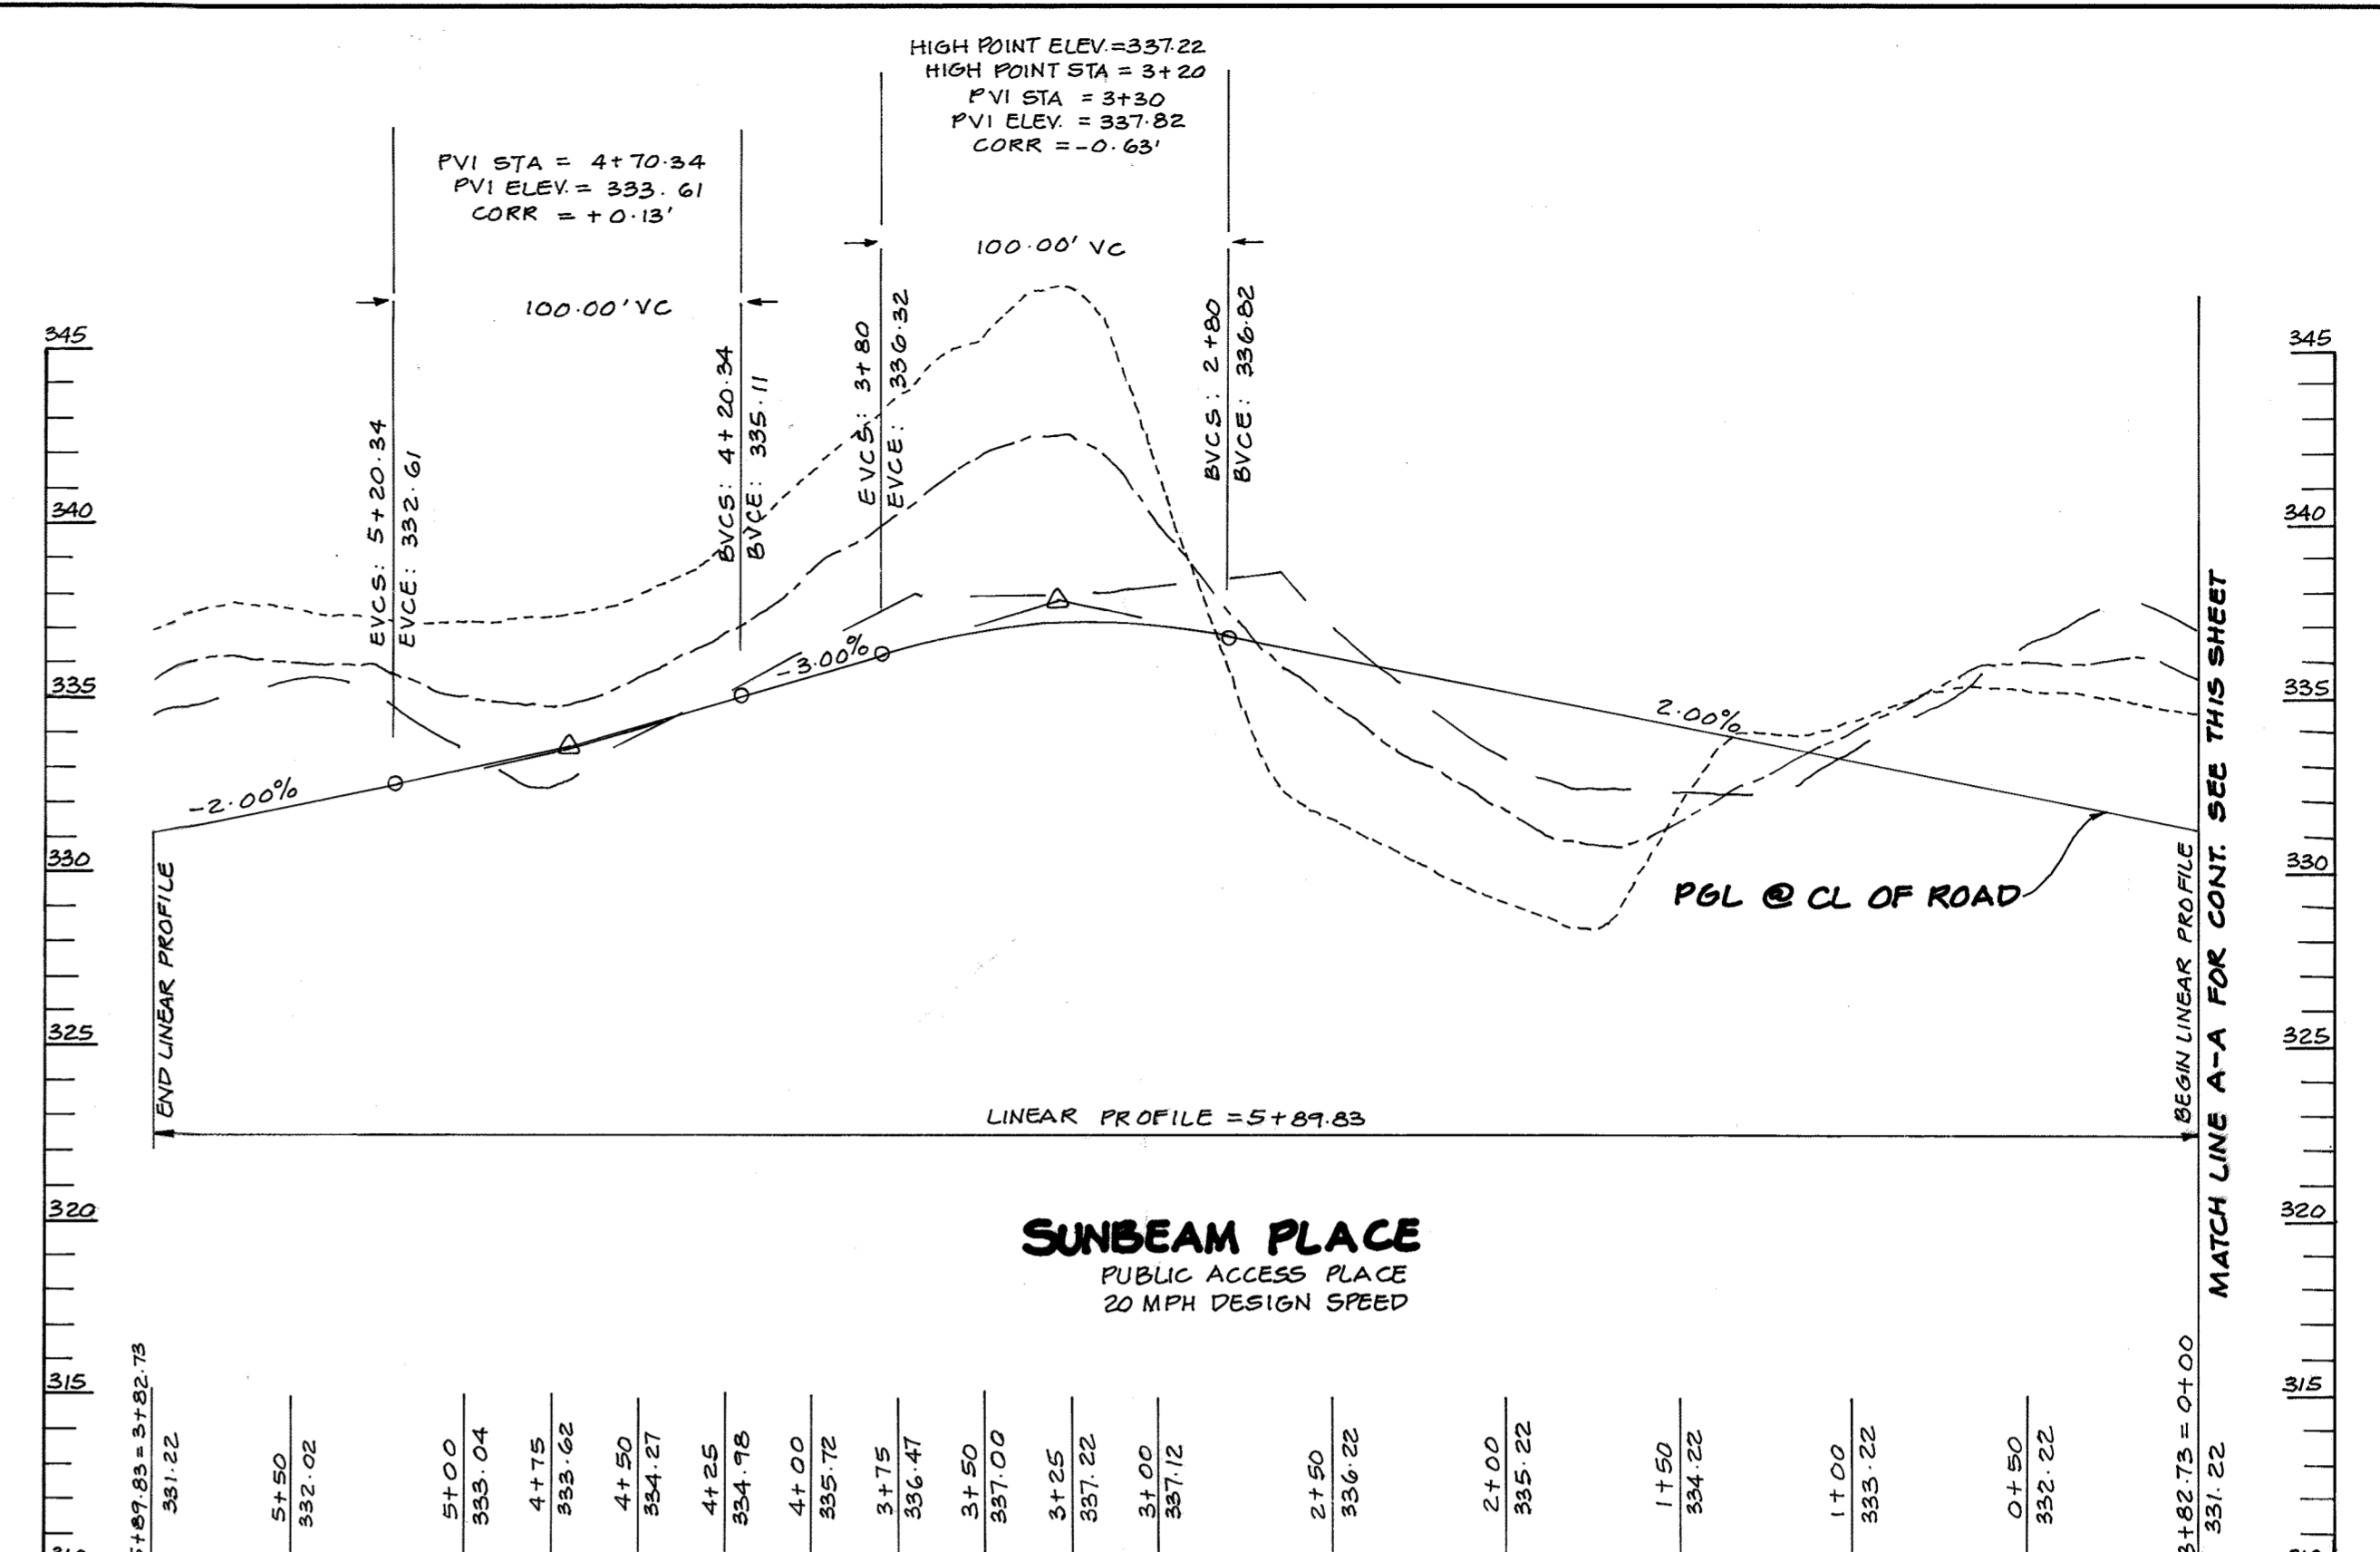 HIGH POINT ELEV.=337.22
HIGH POINT STA = 3+20
PVI STA = 3+30
PVI ELEV. = 337.82
CORR = -0.63'
PVI STA = 4+70.34
PVI ELEV. = 333.61
CORR = +0.13'
100.00' VC
100.00' VC
EVCS: 5+20.34
EVCE: 332.61
BVCS: 4+20.34
BVCE: 335.11
EVCS: 3+80
EVCE: 336.32
BVCS: 2+80
BVCE: 336.82
345
340
335
330
325
320
315
345
340
335
330
325
320
315
-2.00%
-3.00%
2.00%
PGL @ CL OF ROAD
END LINEAR PROFILE
BEGIN LINEAR PROFILE
MATCH LINE A-A FOR CONT. SEE THIS SHEET
LINEAR PROFILE = 5+89.83
SUNBEAM PLACE
PUBLIC ACCESS PLACE
20 MPH DESIGN SPEED
5+89.83 = 3+82.73
331.22
5+50
332.02
5+00
333.04
4+75
333.62
4+50
334.27
4+25
334.98
4+00
335.72
3+75
336.47
3+50
337.00
3+25
337.22
3+00
337.12
2+50
336.22
2+00
335.22
1+50
334.22
1+00
333.22
0+50
332.22
3+82.73 = 0+00
331.22